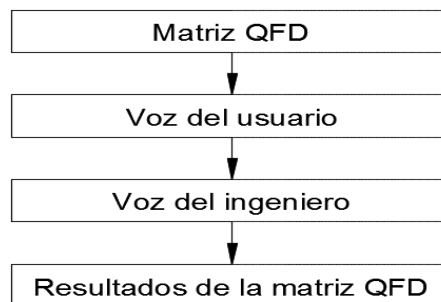 Matriz QFD
Voz del usuario
Voz del ingeniero
Resultados de la matriz QFD